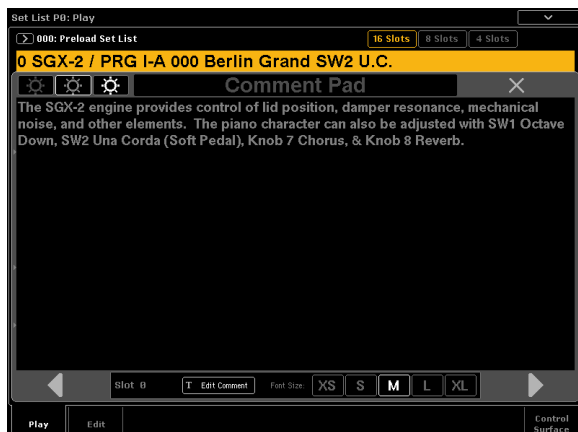 Set List P0: Play
000: Preload Set List
16 Slots
8 Slots
4 Slots
0 SGX-2 / PRG I-A 000 Berlin Grand SW2 U.C.
Comment Pad
The SGX-2 engine provides control of lid position, damper resonance, mechanical
noise, and other elements. The piano character can also be adjusted with SW1 Octave
Down, SW2 Una Corda (Soft Pedal), Knob 7 Chorus, & Knob 8 Reverb.
Slot 0
T Edit Comment
Font Size:
XS
S
M
L
XL
Play
Edit
Control
Surface